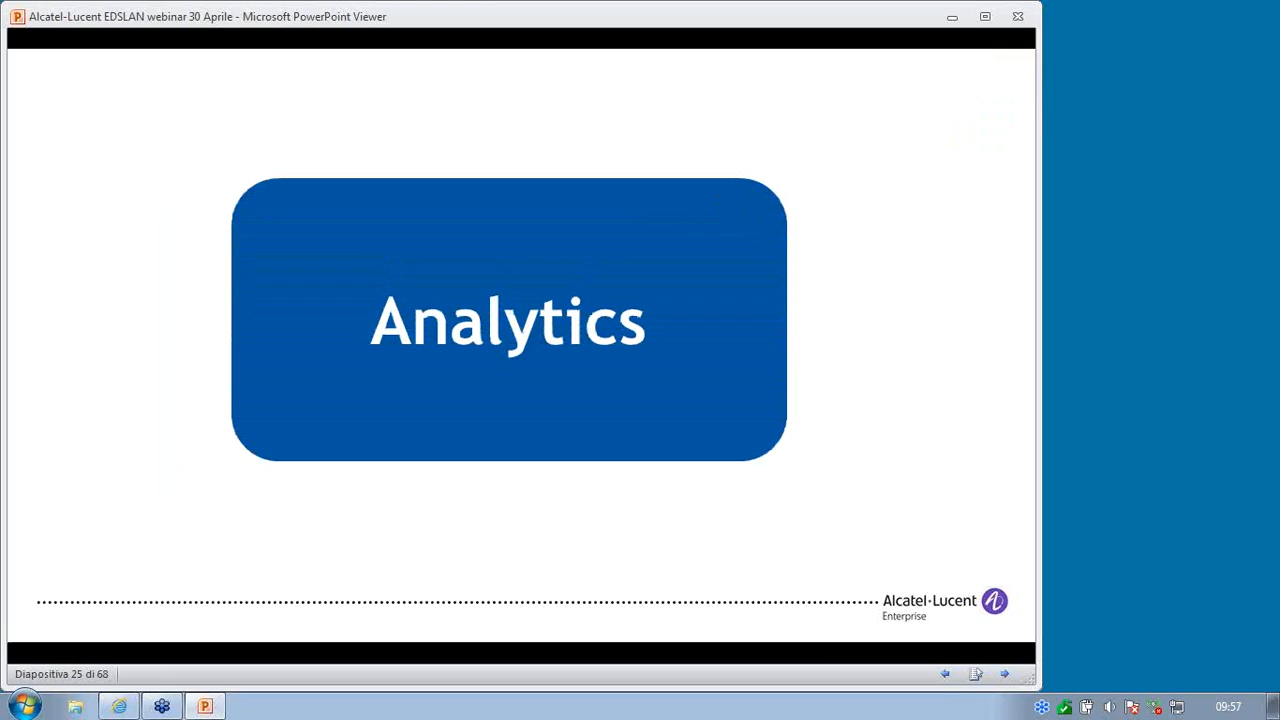 Alcatel-Lucent EDSLAN webinar 30 Aprile - Microsoft PowerPoint Viewer
Analytics
Alcatel·Lucent
Enterprise
Diapositiva 25 di 68
09:57